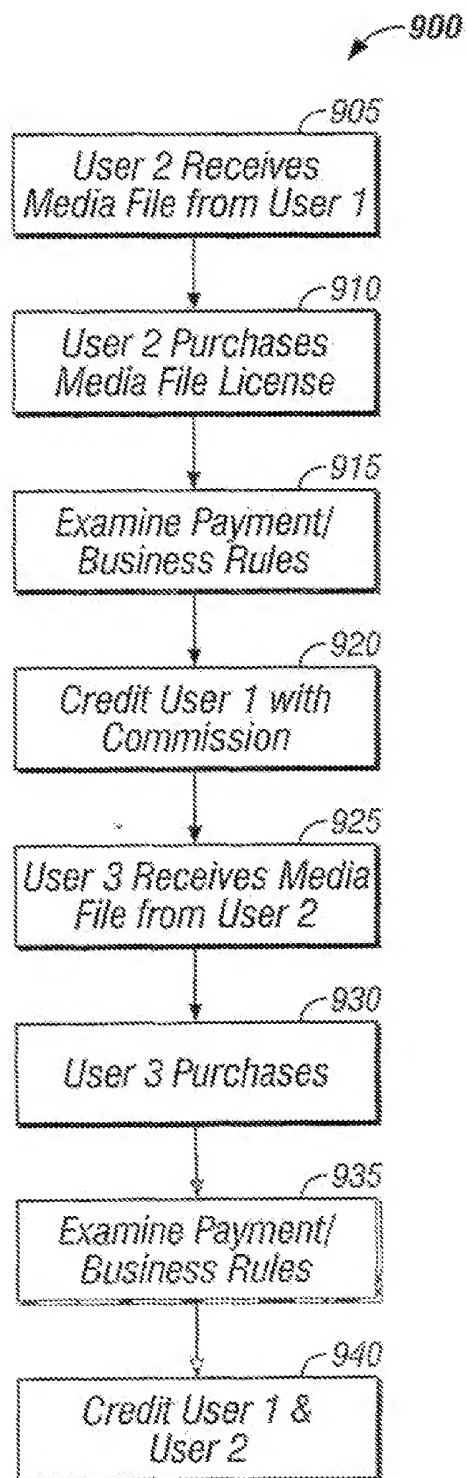 900
905
User 2 Receives
Media File from User 1
910
User 2 Purchases
Media File License
915
Examine Payment/
Business Rules
920
Credit User 1 with
Commission
925
User 3 Receives Media
File from User 2
930
User 3 Purchases
935
Examine Payment/
Business Rules
940
Credit User 1 &
User 2